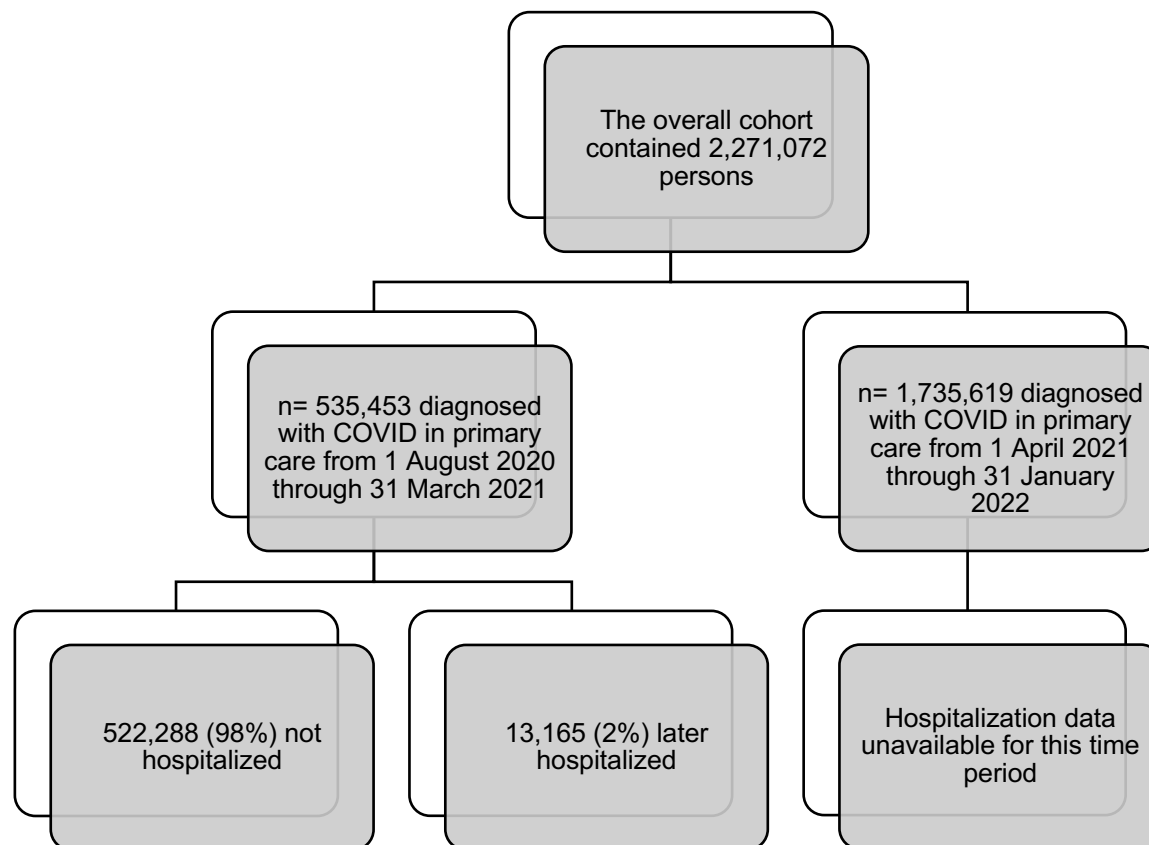 The overall cohort
contained 2,271,072
persons
n= 535,453 diagnosed
with COVID in primary
care from 1 August 2020
through 31 March 2021
n= 1,735,619 diagnosed
with COVID in primary
care from 1 April 2021
through 31 January
2022
522,288 (98%) not
hospitalized
13,165 (2%) later
hospitalized
Hospitalization data
unavailable for this time
period